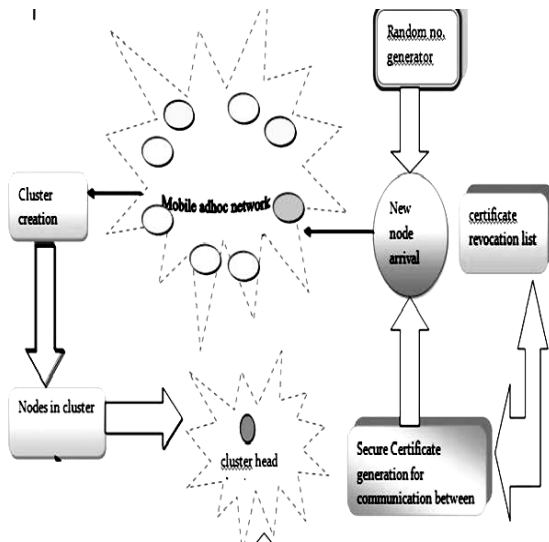 Random no.
generator
Mobile adhoc network
Cluster
creation
New
node
arrival
certificate
revocation list
Nodes in cluster
cluster head
Secure Certificate
generation for
communication between